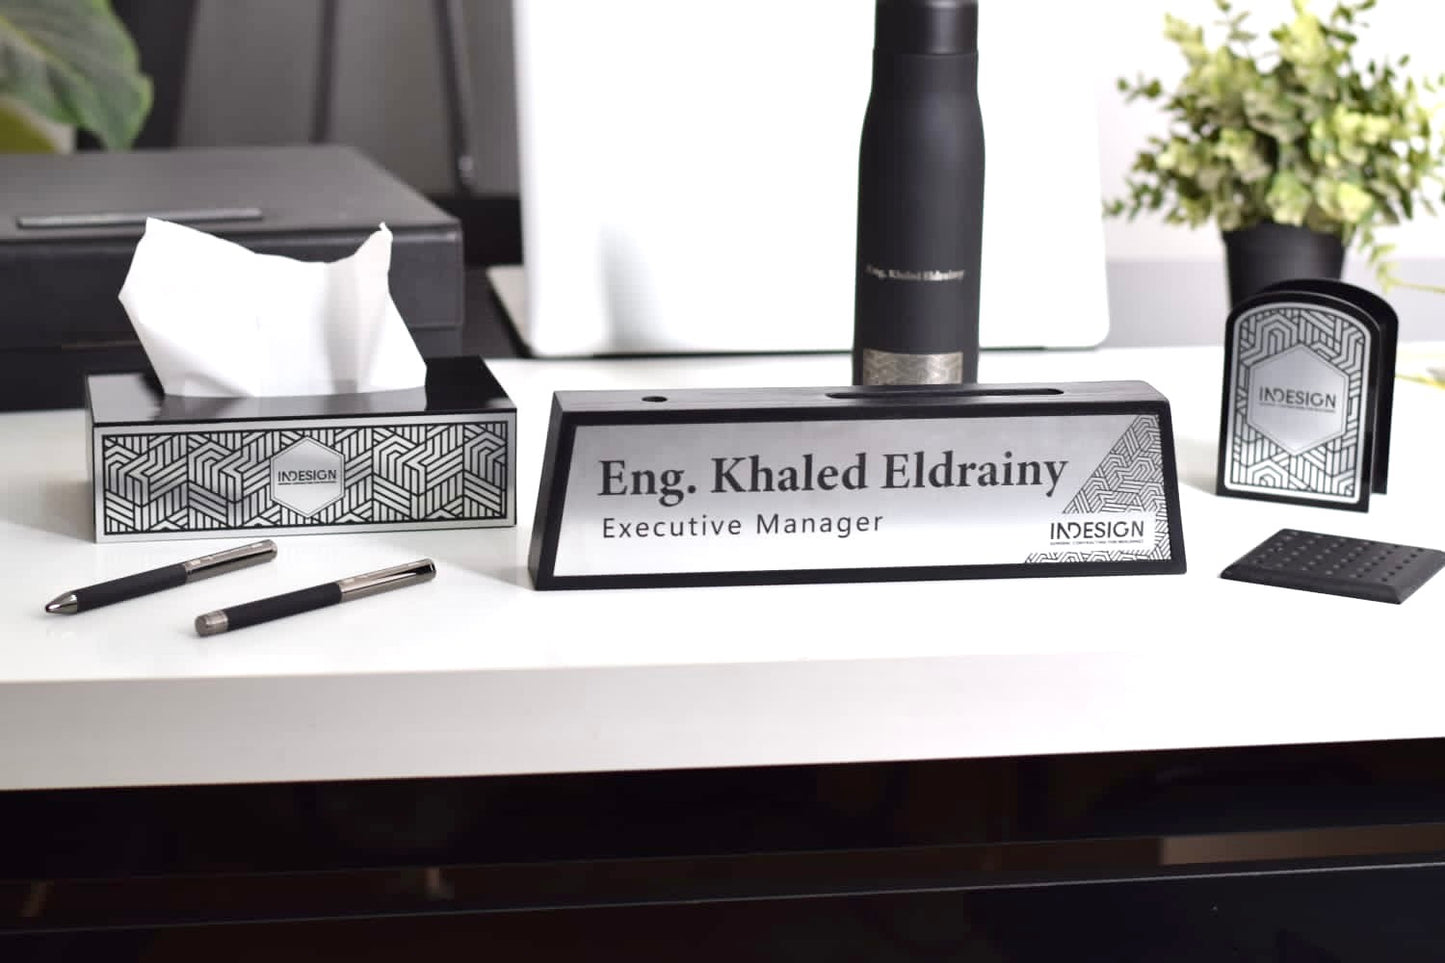 Eng. Khaled Eldrainy
INDESIGN
Eng. Khaled Eldrainy
Executive Manager
INDESIGN
INDESIGN